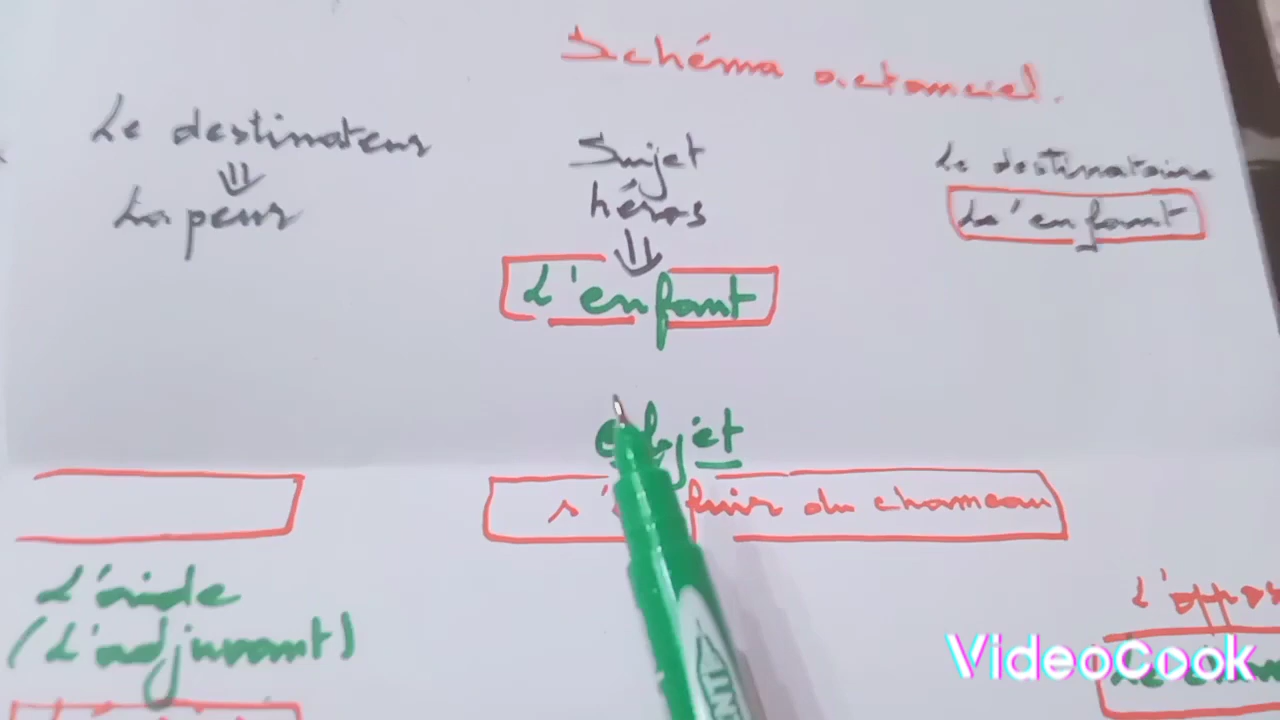 Schéma actanciel.
Le destinateur
Sujet
Le destinataire
La peur
héros
L'enfant
L'enfant
Objet
fuir du chameau
L'aide
(L'adjuvant)
VideoCook